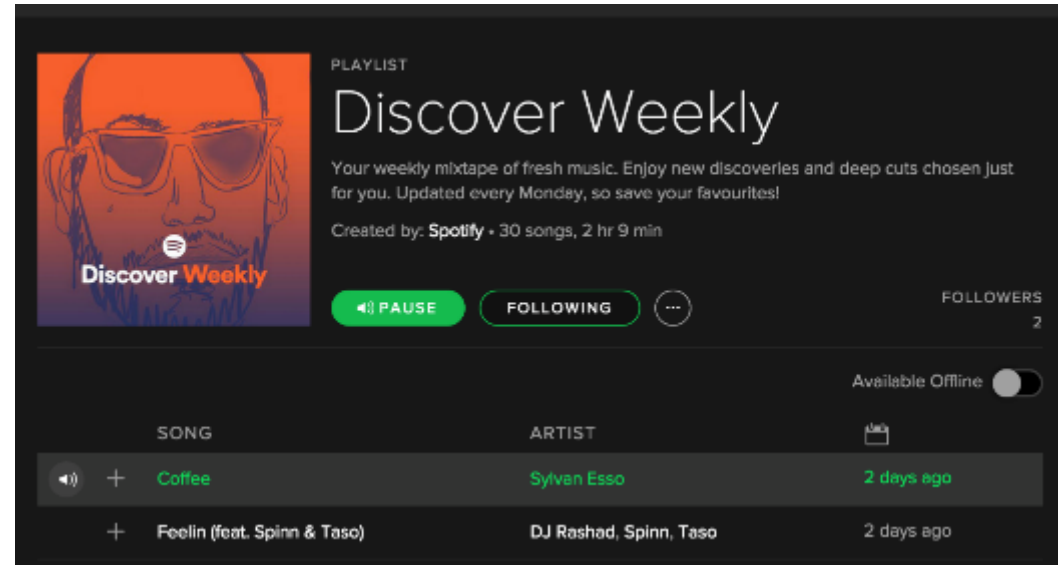 PLAYLIST
Discover Weekly
Your weekly mixtape of fresh music. Enjoy new discoveries and deep cuts chosen just
for you. Updated every Monday, so save your favourites!
Created by: Spotify • 30 songs, 2 hr 9 min
Discover Weekly
PAUSE FOLLOWING ...
FOLLOWERS
2
Available Offline
SONG ARTIST
Coffee Sylvan Esso 2 days ago
Feelin (feat. Spinn & Taso) DJ Rashad, Spinn, Taso 2 days ago